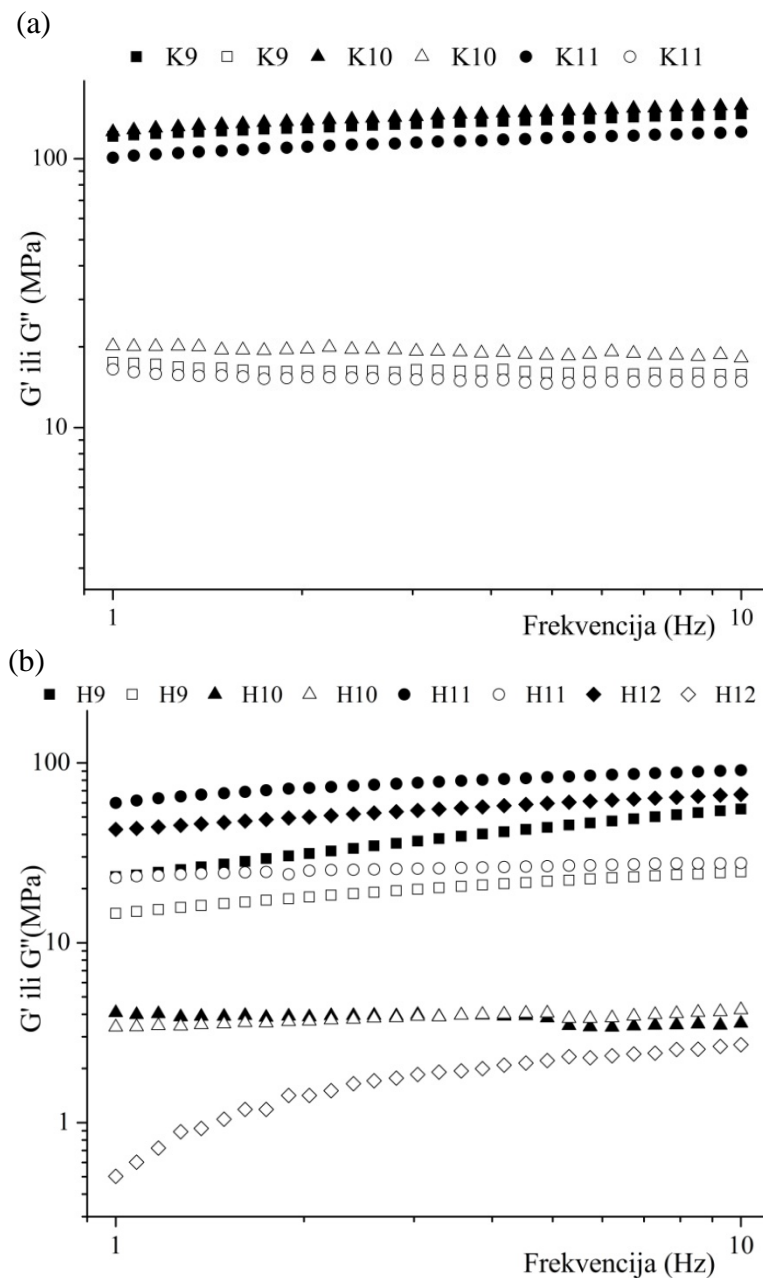 (a)
■ K9 □ K9 ▲ K10 △ K10 ● K11 ○ K11
100
G' ili G'' (MPa)
10
1
Frekvencija (Hz)
10
(b)
■ H9 □ H9 ▲ H10 △ H10 ● H11 ○ H11 ◆ H12 ◇ H12
100
G' ili G''(MPa)
10
1
1
Frekvencija (Hz)
10